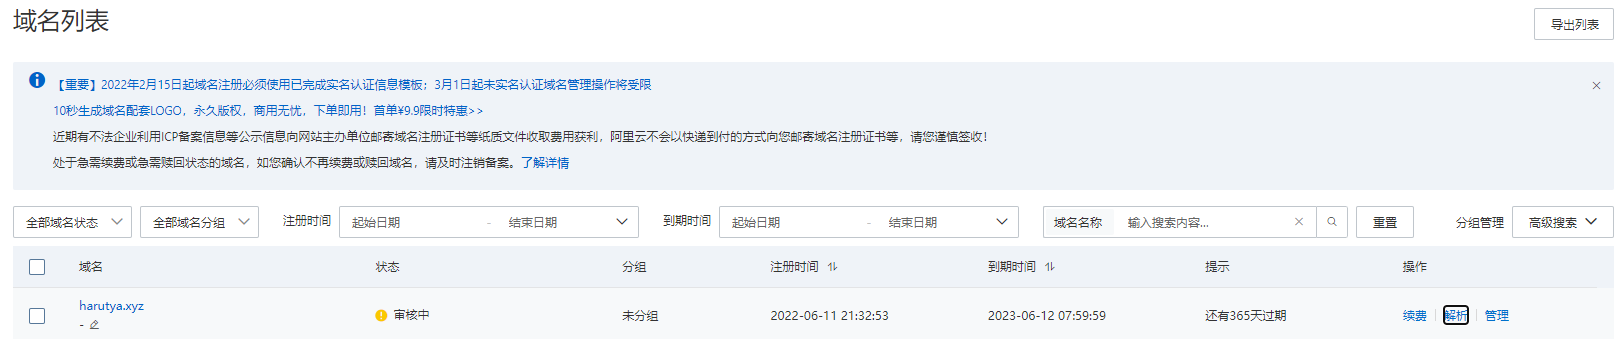 域名列表
导出列表
【重要】2022年2月15日起域名注册必须使用已完成实名认证信息模板；3月1日起未实名认证域名管理操作将受限
10秒生成域名配套LOGO，永久版权，商用无忧，下单即用！首单¥9.9限时特惠>>
近期有不法企业利用ICP备案信息等公示信息向网站主办单位邮寄域名注册证书等纸质文件收取费用获利，阿里云不会以快递到付的方式向您邮寄域名注册证书等，请您谨慎签收！
处于急需续费或急需赎回状态的域名，如您确认不再续费或赎回域名，请及时注销备案。了解详情
全部域名状态 全部域名分组 注册时间 起始日期 - 结束日期 到期时间 起始日期 - 结束日期 域名名称 输入搜索内容... 重置 分组管理 高级搜索
域名 状态 分组 注册时间 到期时间 提示 操作
harutya.xyz 审核中 未分组 2022-06-11 21:32:53 2023-06-12 07:59:59 还有365天过期 续费 解析 管理
-